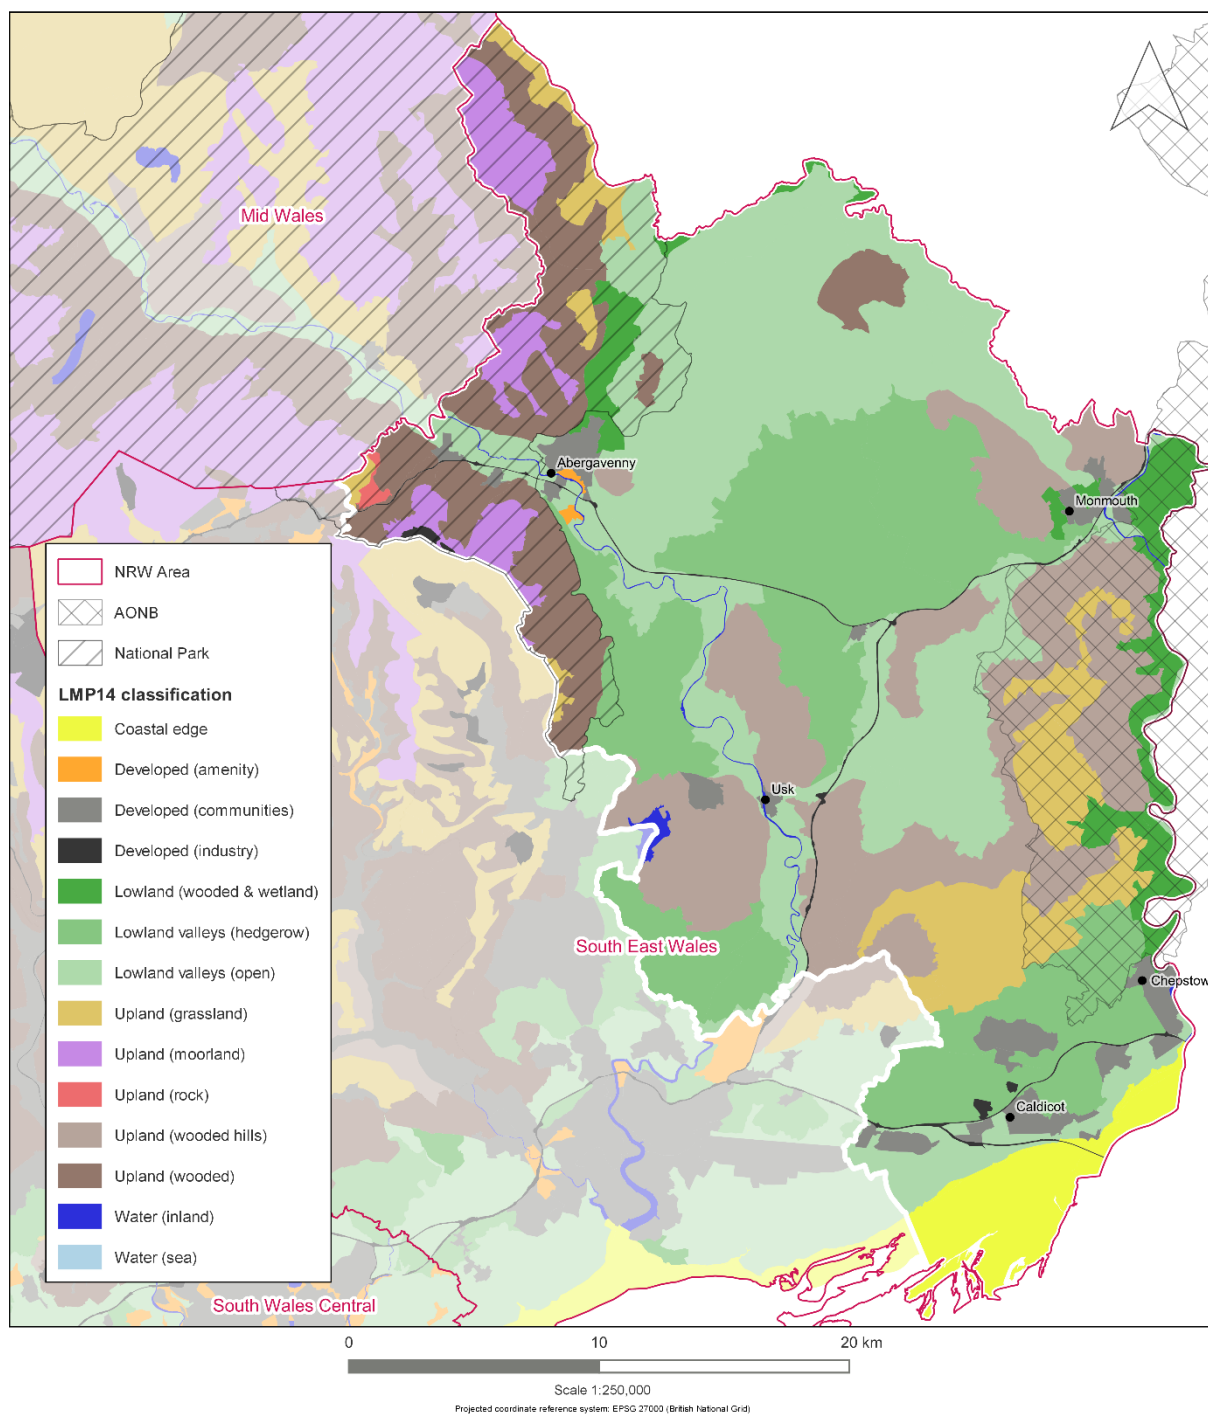 Mid Wales
Abergavenny
Monmouth
Usk
South East Wales
Chepstow
Caldicot
South Wales Central
NRW Area
AONB
National Park
LMP14 classification
Coastal edge
Developed (amenity)
Developed (communities)
Developed (industry)
Lowland (wooded & wetland)
Lowland valleys (hedgerow)
Lowland valleys (open)
Upland (grassland)
Upland (moorland)
Upland (rock)
Upland (wooded hills)
Upland (wooded)
Water (inland)
Water (sea)
0 10 20 km
Scale 1:250,000
Projected coordinate reference system: EPSG 27000 (British National Grid)